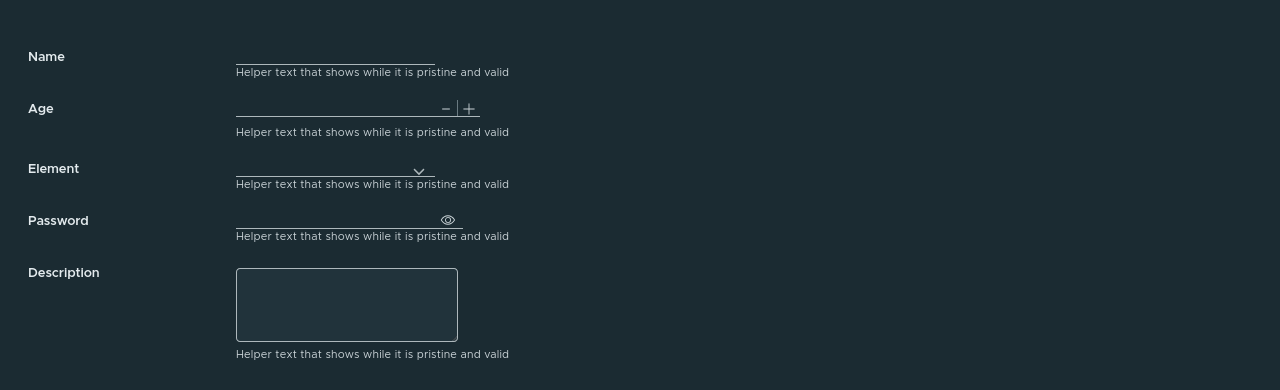 Name
Helper text that shows while it is pristine and valid
Age
Helper text that shows while it is pristine and valid
Element
Helper text that shows while it is pristine and valid
Password
Helper text that shows while it is pristine and valid
Description
Helper text that shows while it is pristine and valid